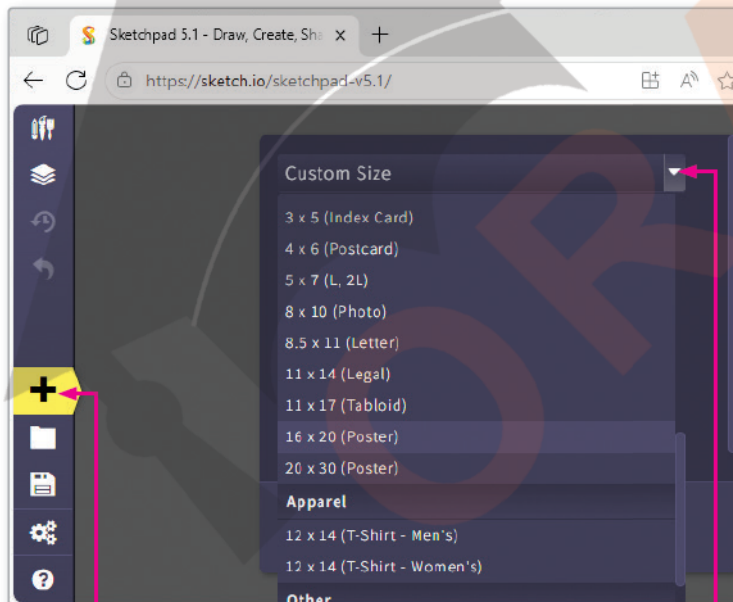 Sketchpad 5.1 - Draw, Create, Sha
https://sketch.io/sketchpad-v5.1/
Custom Size
3 x 5 (Index Card)
4 x 6 (Postcard)
5 x 7 (L, 2L)
8 x 10 (Photo)
8.5 x 11 (Letter)
11 x 14 (Legal)
11 x 17 (Tabloid)
16 x 20 (Poster)
20 x 30 (Poster)
Apparel
12 x 14 (T-Shirt - Men's)
12 x 14 (T-Shirt - Women's)
Other